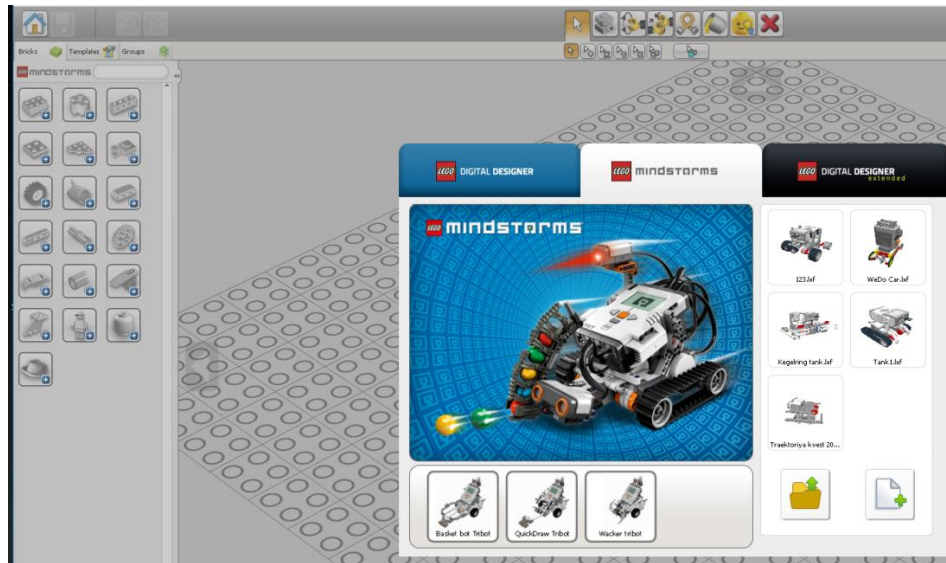 Bricks Templates Groups
LEGO mindstorms
LEGO DIGITAL DESIGNER
LEGO mindstorms
LEGO DIGITAL DESIGNER
extended
LEGO mindstorms
123.lxf
WeDo Car.lxf
Kegelring tank.lxf
Tank1.lxf
Traektoriya kvest 20...
Basket bot Tribot
QuickDraw Tribot
Wacker tribot